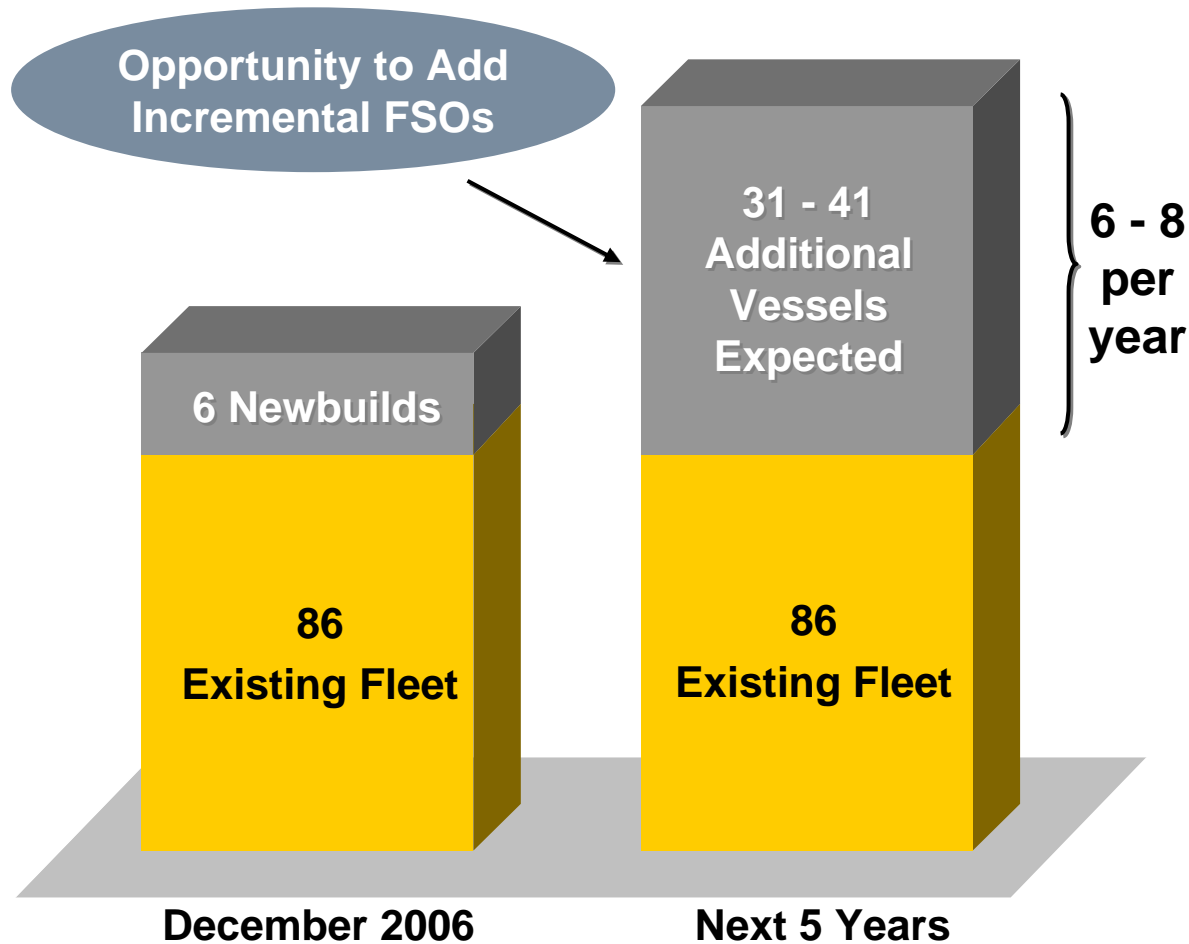 Opportunity to Add
Incremental FSOs
31 - 41
Additional
Vessels
Expected
6 - 8
per
year
6 Newbuilds
86
Existing Fleet
86
Existing Fleet
December 2006
Next 5 Years